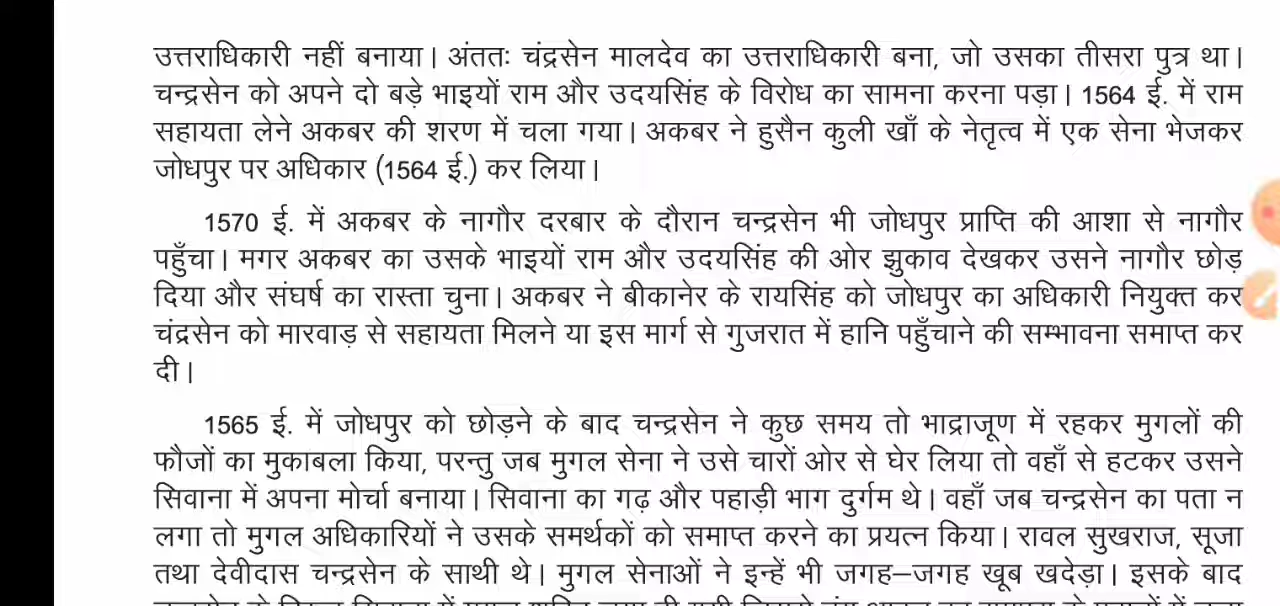 उत्तराधिकारी नहीं बनाया। अंततः चंद्रसेन मालदेव का उत्तराधिकारी बना, जो उसका तीसरा पुत्र था।
चन्द्रसेन को अपने दो बड़े भाइयों राम और उदयसिंह के विरोध का सामना करना पड़ा। 1564 ई. में राम
सहायता लेने अकबर की शरण में चला गया। अकबर ने हुसैन कुली खाँ के नेतृत्व में एक सेना भेजकर
जोधपुर पर अधिकार (1564 ई.) कर लिया।
1570 ई. में अकबर के नागौर दरबार के दौरान चन्द्रसेन भी जोधपुर प्राप्ति की आशा से नागौर
पहुँचा। मगर अकबर का उसके भाइयों राम और उदयसिंह की ओर झुकाव देखकर उसने नागौर छोड़
दिया और संघर्ष का रास्ता चुना। अकबर ने बीकानेर के रायसिंह को जोधपुर का अधिकारी नियुक्त कर
चंद्रसेन को मारवाड़ से सहायता मिलने या इस मार्ग से गुजरात में हानि पहुँचाने की सम्भावना समाप्त कर
दी।
1565 ई. में जोधपुर को छोड़ने के बाद चन्द्रसेन ने कुछ समय तो भाद्राजूण में रहकर मुगलों की
फौजों का मुकाबला किया, परन्तु जब मुगल सेना ने उसे चारों ओर से घेर लिया तो वहाँ से हटकर उसने
सिवाना में अपना मोर्चा बनाया। सिवाना का गढ़ और पहाड़ी भाग दुर्गम थे। वहाँ जब चन्द्रसेन का पता न
लगा तो मुगल अधिकारियों ने उसके समर्थकों को समाप्त करने का प्रयत्न किया। रावल सुखराज, सूजा
तथा देवीदास चन्द्रसेन के साथी थे। मुगल सेनाओं ने इन्हें भी जगह–जगह खूब खदेड़ा। इसके बाद